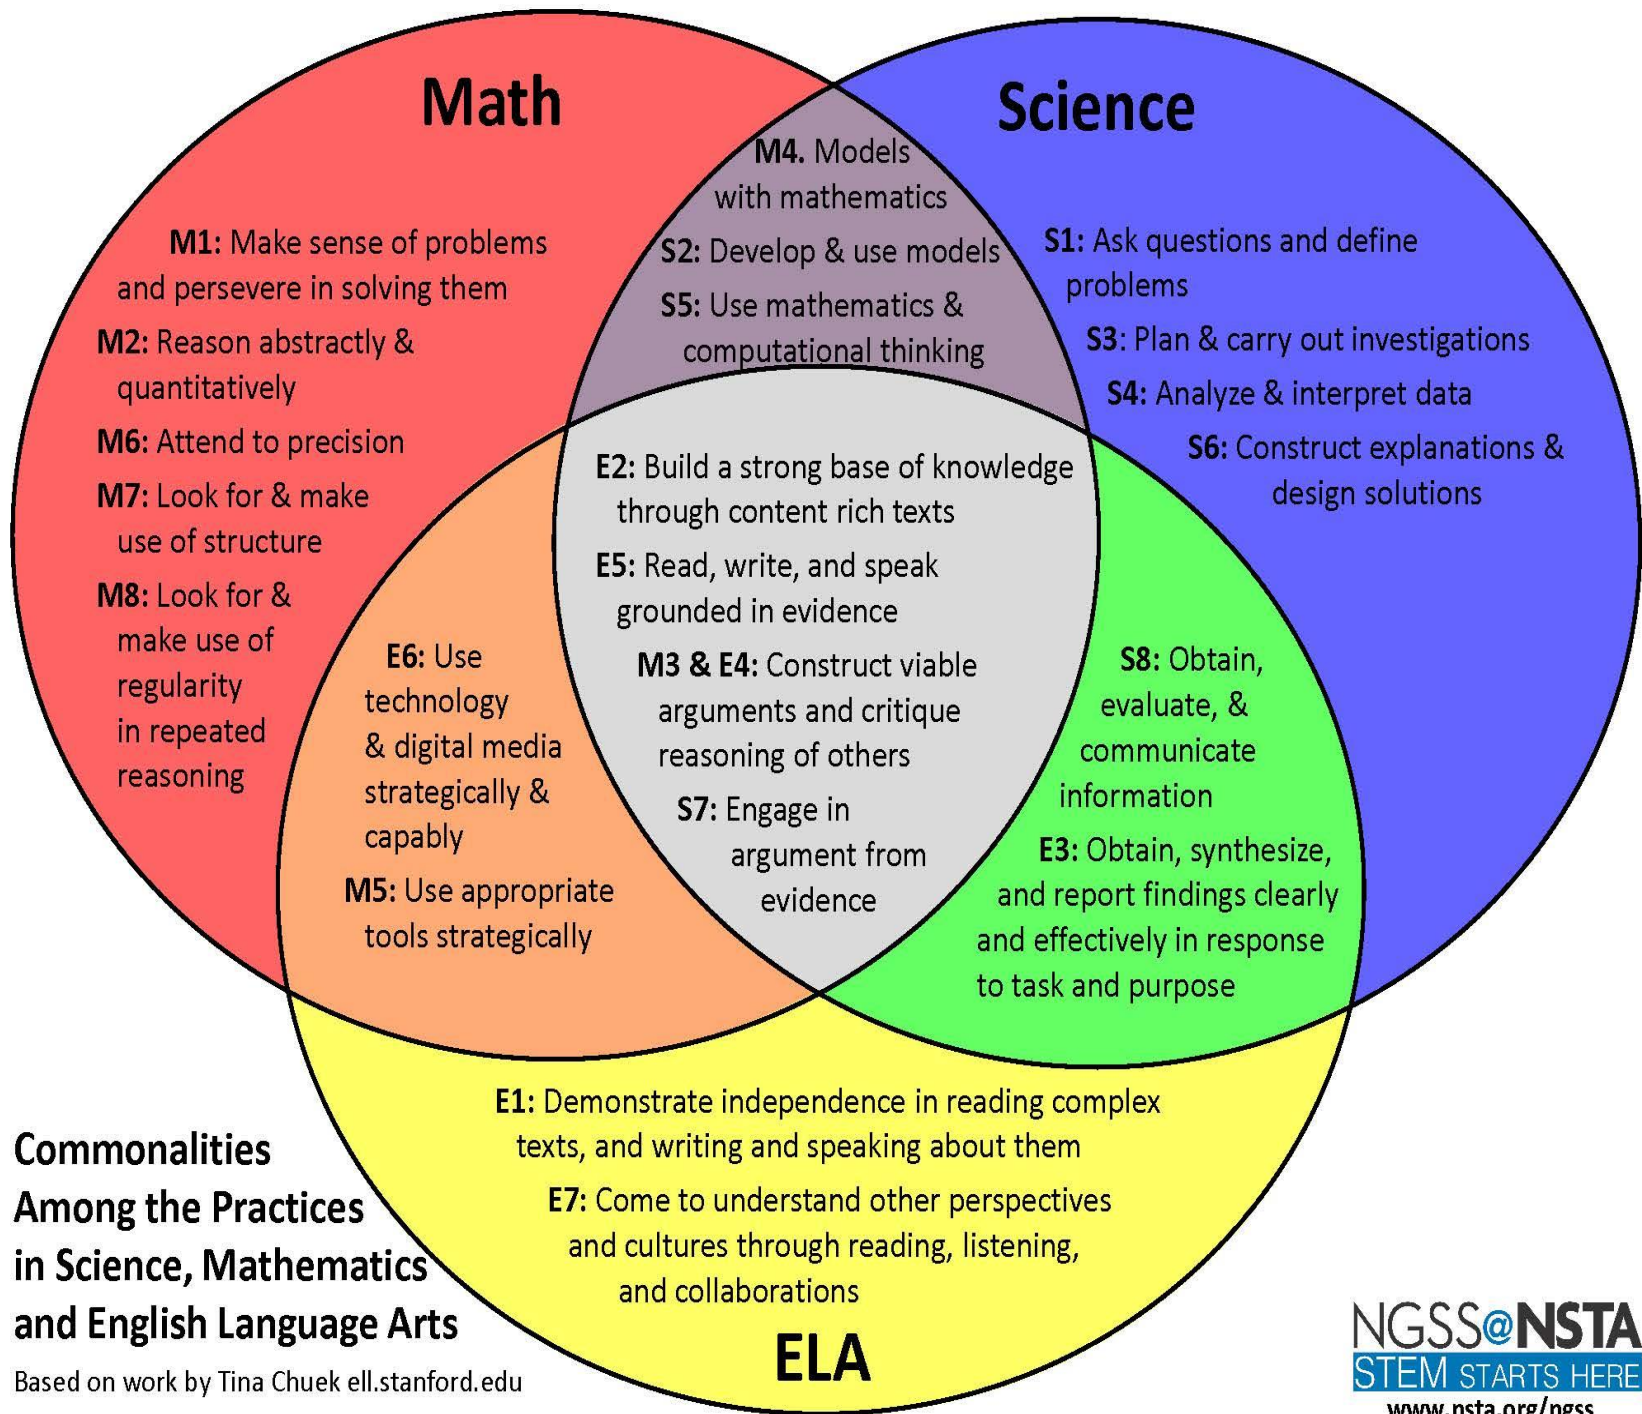 Math
Science
M4. Models
with mathematics
S2: Develop & use models
S5: Use mathematics &
computational thinking
M1: Make sense of problems
and persevere in solving them
M2: Reason abstractly &
quantitatively
M6: Attend to precision
M7: Look for & make
use of structure
M8: Look for &
make use of
regularity
in repeated
reasoning
S1: Ask questions and define
problems
S3: Plan & carry out investigations
S4: Analyze & interpret data
S6: Construct explanations &
design solutions
E2: Build a strong base of knowledge
through content rich texts
E5: Read, write, and speak
grounded in evidence
M3 & E4: Construct viable
arguments and critique
reasoning of others
S7: Engage in
argument from
evidence
E6: Use
technology
& digital media
strategically &
capably
M5: Use appropriate
tools strategically
S8: Obtain,
evaluate, &
communicate
information
E3: Obtain, synthesize,
and report findings clearly
and effectively in response
to task and purpose
E1: Demonstrate independence in reading complex
texts, and writing and speaking about them
E7: Come to understand other perspectives
and cultures through reading, listening,
and collaborations
ELA
Commonalities
Among the Practices
in Science, Mathematics
and English Language Arts
Based on work by Tina Chuek ell.stanford.edu
NGSS@NSTA
STEM STARTS HERE
www.nsta.org/ngss